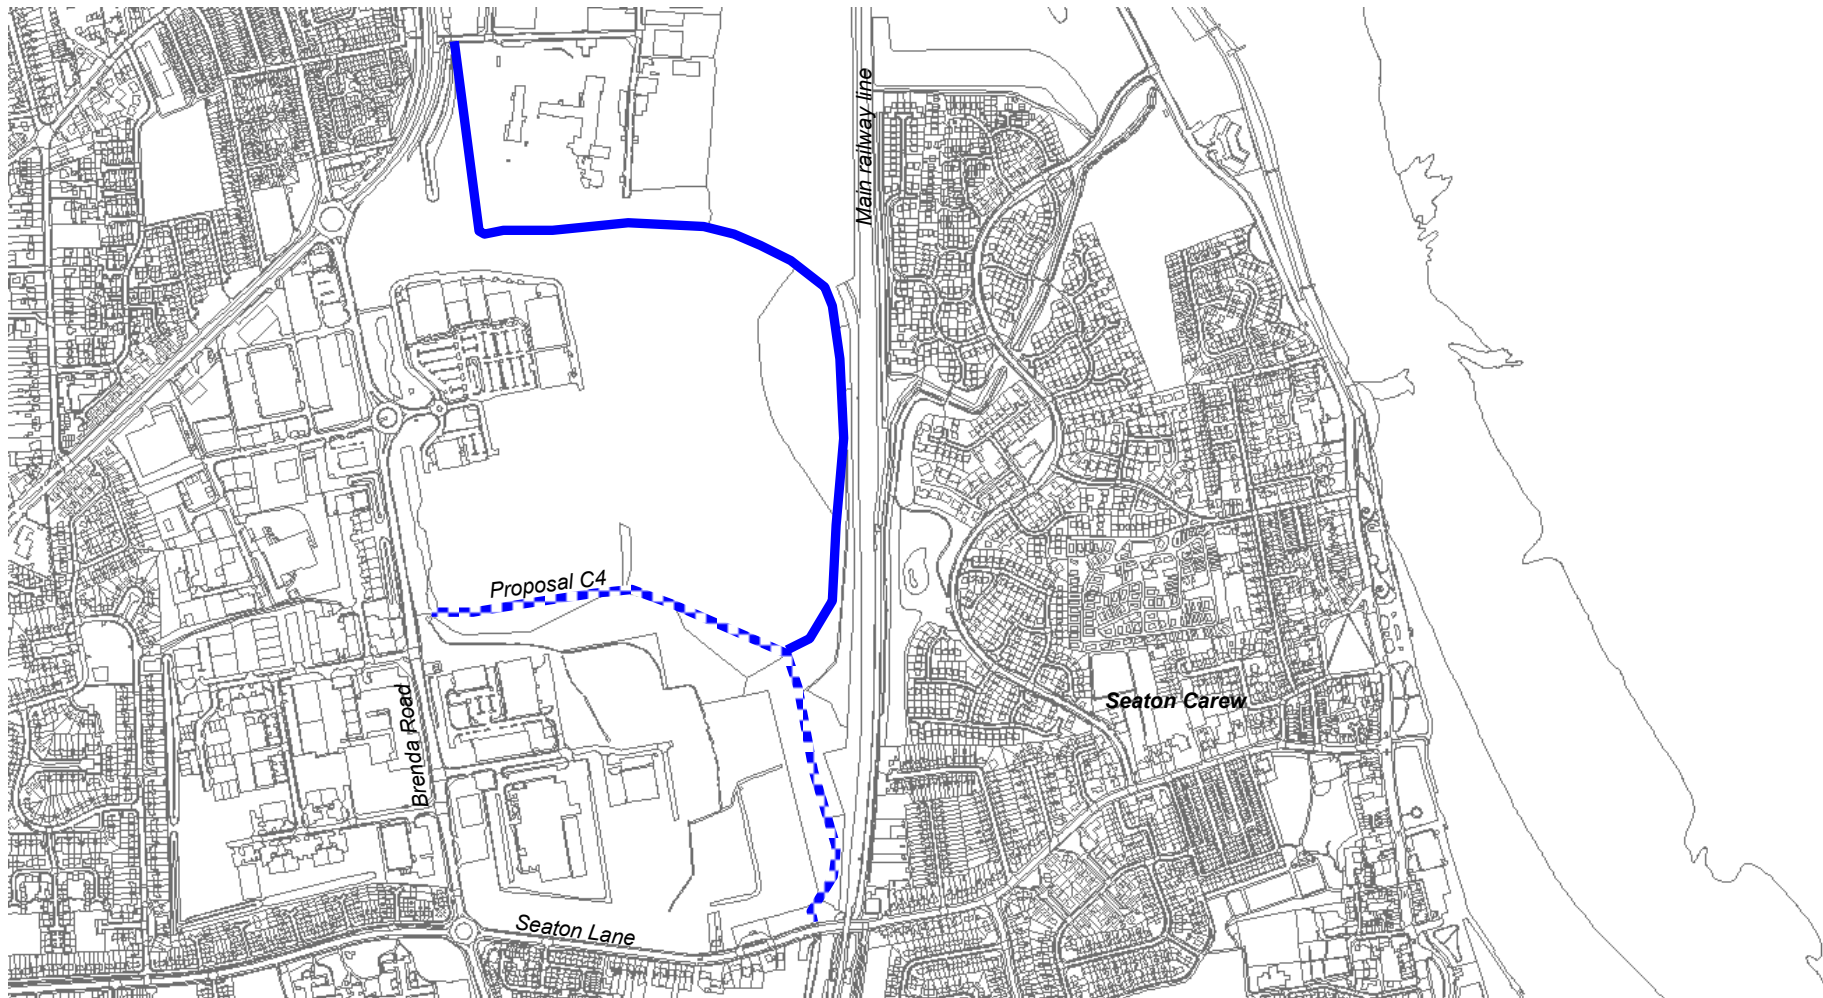 Main railway line
Proposal C4
Brenda Road
Seaton Carew
Seaton Lane